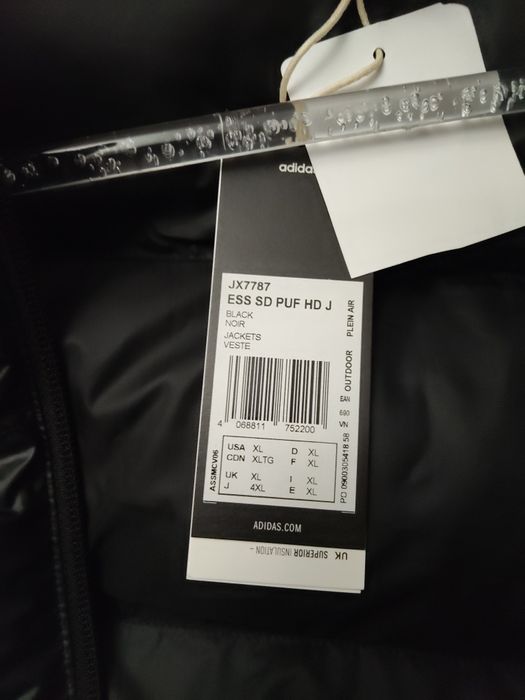 adidas
JX7787
ESS SD PUF HD J
BLACK
NOIR
JACKETS
VESTE
OUTDOOR PLEIN AIR
EAN
690
VN
4 068811 752200
USA XL D XL
CDN XLTG F XL
UK XL I XL
J 4XL E XL
ASSMCV06
PO 0900305418 58
ADIDAS.COM
UK SUPERIOR INSULATION –